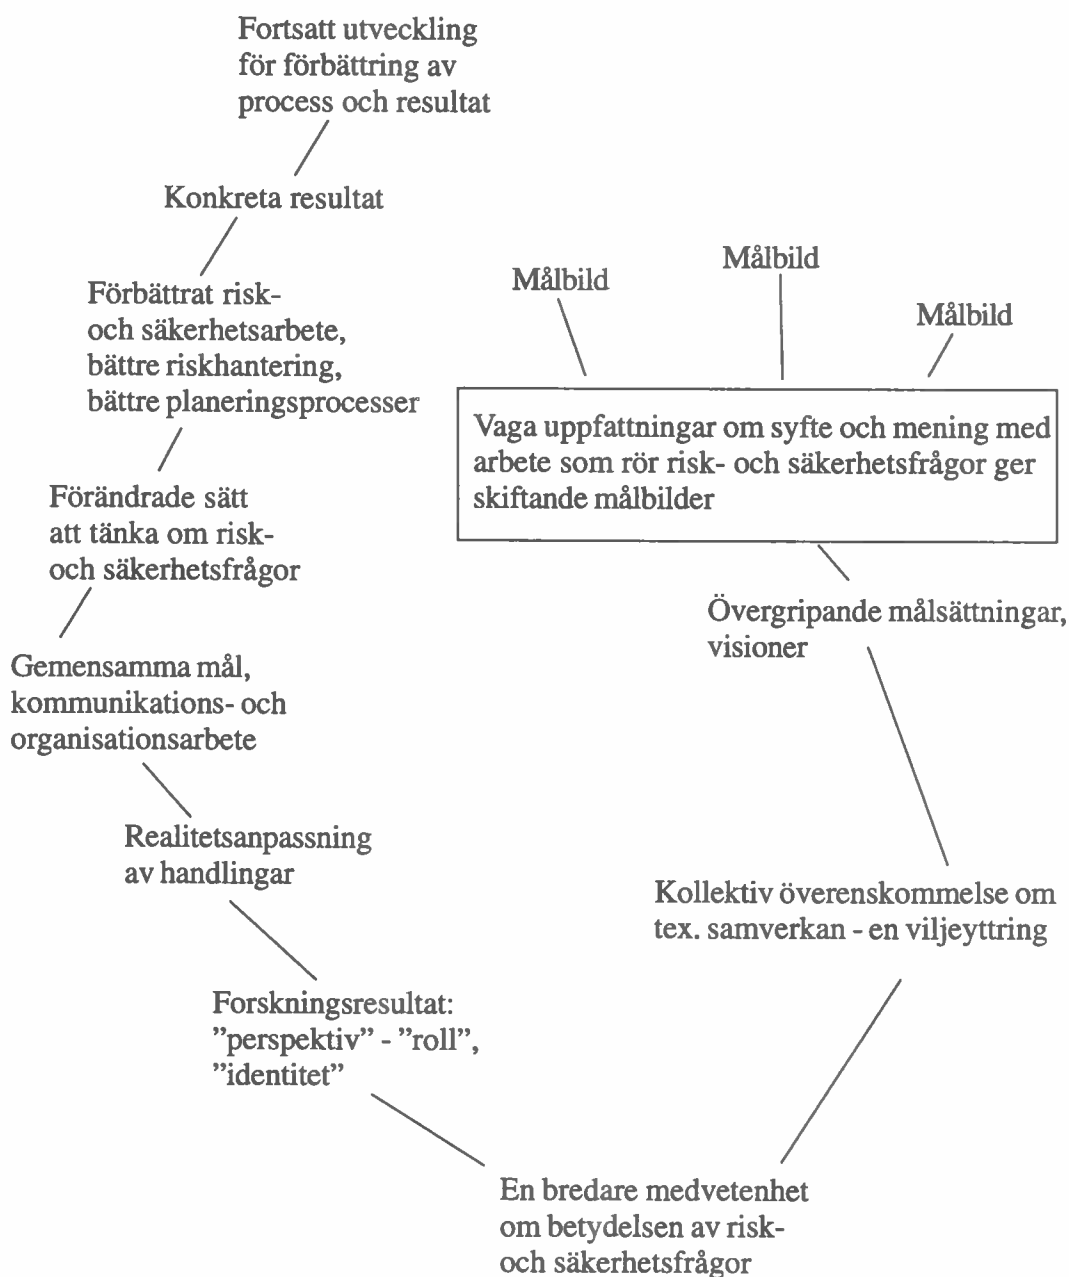 Fortsatt utveckling
för förbättring av
process och resultat
Konkreta resultat
Förbättrat risk-
och säkerhetsarbete,
bättre riskhantering,
bättre planeringsprocesser
Förändrade sätt
att tänka om risk-
och säkerhetsfrågor
Gemensamma mål,
kommunikations- och
organisationsarbete
Realitetsanpassning
av handlingar
Forskningsresultat:
”perspektiv” - ”roll”,
”identitet”
En bredare medvetenhet
om betydelsen av risk-
och säkerhetsfrågor
Kollektiv överenskommelse om
tex. samverkan - en viljeyttring
Övergripande målsättningar,
visioner
Vaga uppfattningar om syfte och mening med
arbete som rör risk- och säkerhetsfrågor ger
skiftande målbilder
Målbild
Målbild
Målbild